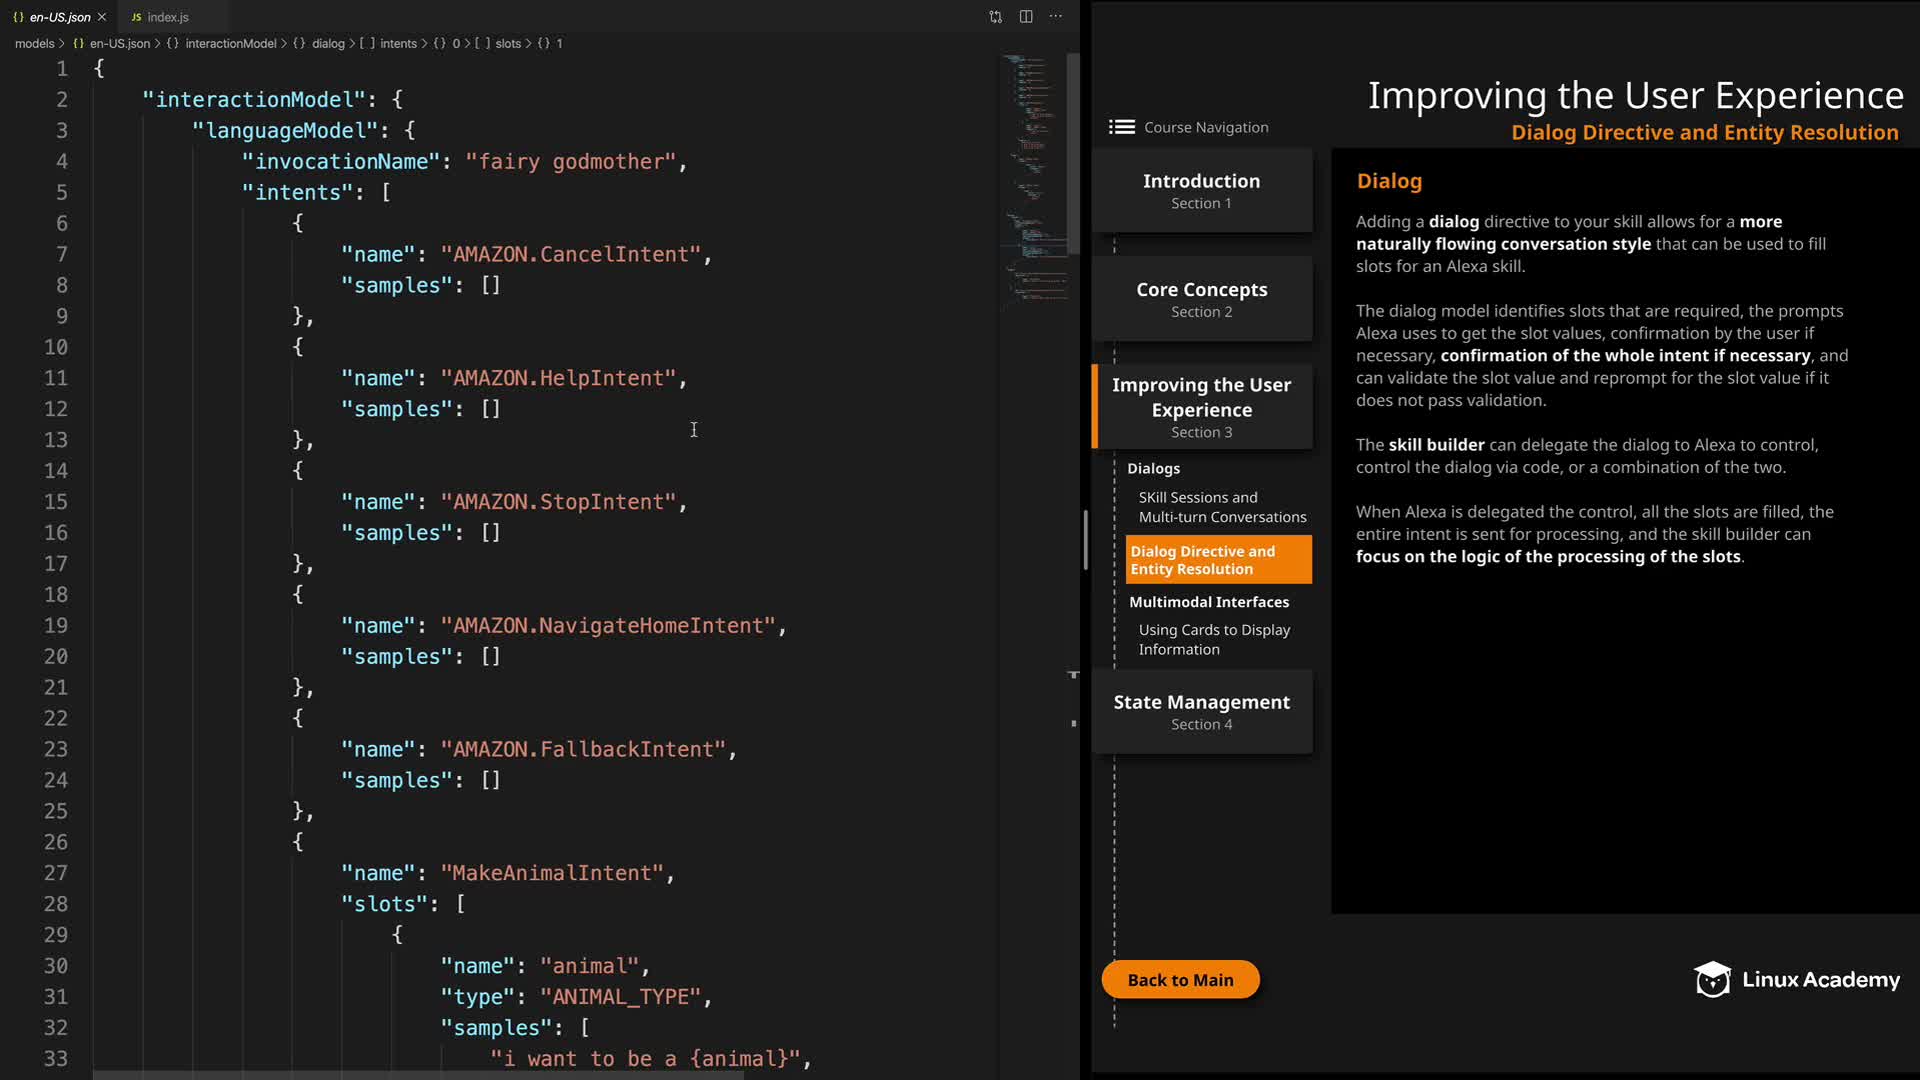 {} en-US.json ×
JS index.js
models > {} en-US.json > {} interactionModel > {} dialog > [ ] intents > {} 0 > [ ] slots > {} 1
1 {
2 "interactionModel": {
3 "languageModel": {
4 "invocationName": "fairy godmother",
5 "intents": [
6 {
7 "name": "AMAZON.CancelIntent",
8 "samples": []
9 },
10 {
11 "name": "AMAZON.HelpIntent",
12 "samples": []
13 },
14 {
15 "name": "AMAZON.StopIntent",
16 "samples": []
17 },
18 {
19 "name": "AMAZON.NavigateHomeIntent",
20 "samples": []
21 },
22 {
23 "name": "AMAZON.FallbackIntent",
24 "samples": []
25 },
26 {
27 "name": "MakeAnimalIntent",
28 "slots": [
29 {
30 "name": "animal",
31 "type": "ANIMAL_TYPE",
32 "samples": [
33 "i want to be a {animal}",
Improving the User Experience
Dialog Directive and Entity Resolution
Course Navigation
Introduction
Section 1
Core Concepts
Section 2
Improving the User
Experience
Section 3
Dialogs
SKill Sessions and
Multi-turn Conversations
Dialog Directive and
Entity Resolution
Multimodal Interfaces
Using Cards to Display
Information
State Management
Section 4
Back to Main
Dialog
Adding a dialog directive to your skill allows for a more
naturally flowing conversation style that can be used to fill
slots for an Alexa skill.
The dialog model identifies slots that are required, the prompts
Alexa uses to get the slot values, confirmation by the user if
necessary, confirmation of the whole intent if necessary, and
can validate the slot value and reprompt for the slot value if it
does not pass validation.
The skill builder can delegate the dialog to Alexa to control,
control the dialog via code, or a combination of the two.
When Alexa is delegated the control, all the slots are filled, the
entire intent is sent for processing, and the skill builder can
focus on the logic of the processing of the slots.
Linux Academy